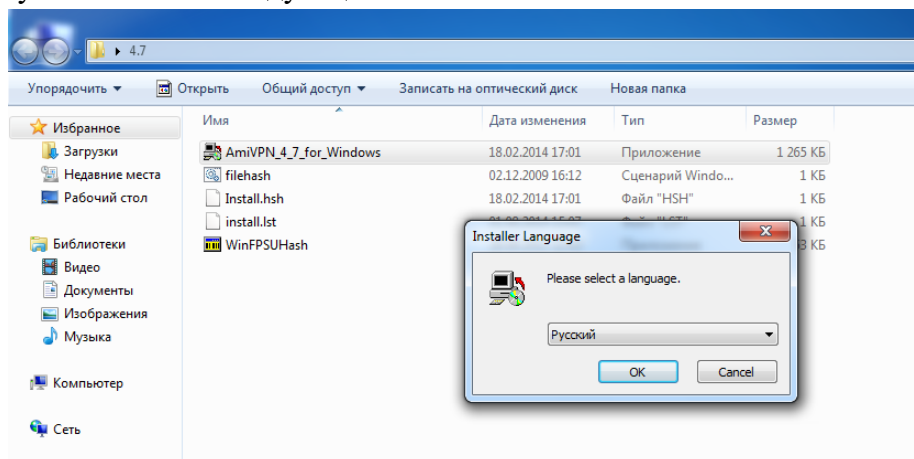 4.7
Упорядочить Открыть Общий доступ Записать на оптический диск Новая папка
Избранное
Загрузки
Недавние места
Рабочий стол
Библиотеки
Видео
Документы
Изображения
Музыка
Компьютер
Сеть
Имя Дата изменения Тип Размер
AmiVPN_4_7_for_Windows 18.02.2014 17:01 Приложение 1 265 КБ
filehash 02.12.2009 16:12 Сценарий Windo... 1 КБ
Install.hsh 18.02.2014 17:01 Файл "HSH" 1 КБ
install.lst 1 КБ
WinFPSUHash КБ
Installer Language
Please select a language.
Русский
OK Cancel